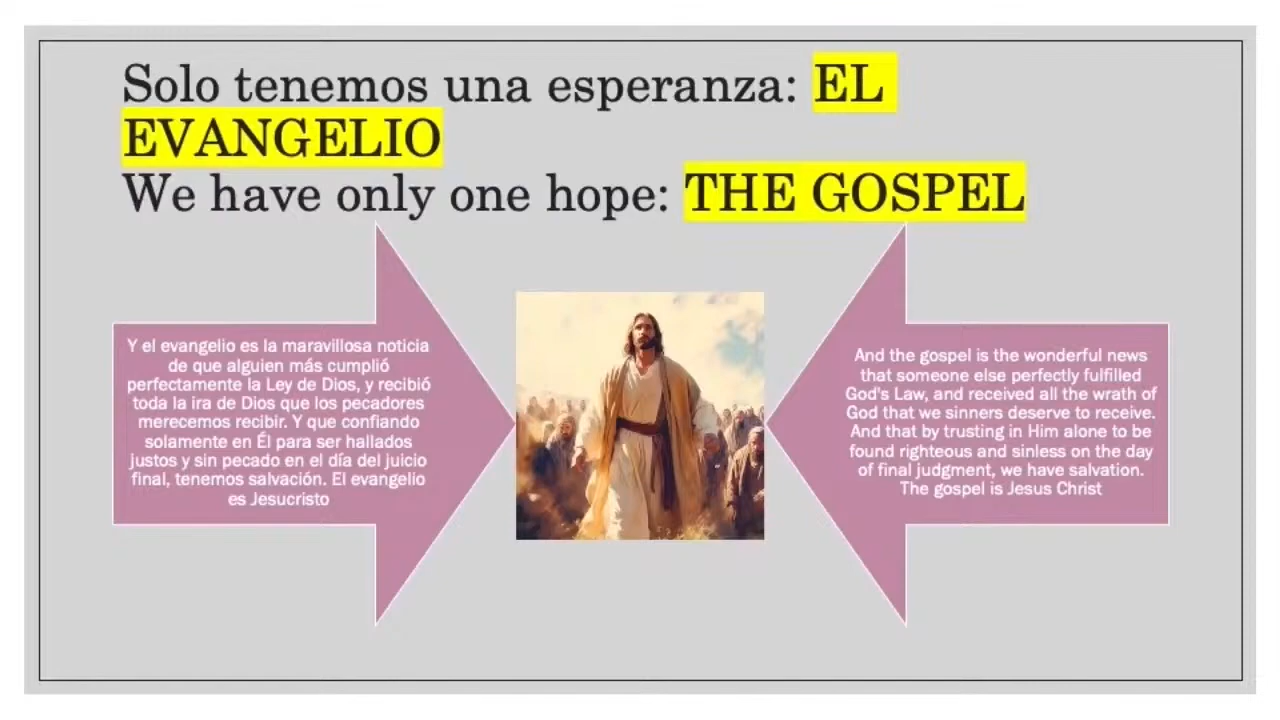 Solo tenemos una esperanza: EL
EVANGELIO
We have only one hope: THE GOSPEL
Y el evangelio es la maravillosa noticia
de que alguien más cumplió
perfectamente la Ley de Dios, y recibió
toda la ira de Dios que los pecadores
merecemos recibir. Y que confiando
solamente en Él para ser hallados
justos y sin pecado en el día del juicio
final, tenemos salvación. El evangelio
es Jesucristo
And the gospel is the wonderful news
that someone else perfectly fulfilled
God's Law, and received all the wrath of
God that we sinners deserve to receive.
And that by trusting in Him alone to be
found righteous and sinless on the day
of final judgment, we have salvation.
The gospel is Jesus Christ